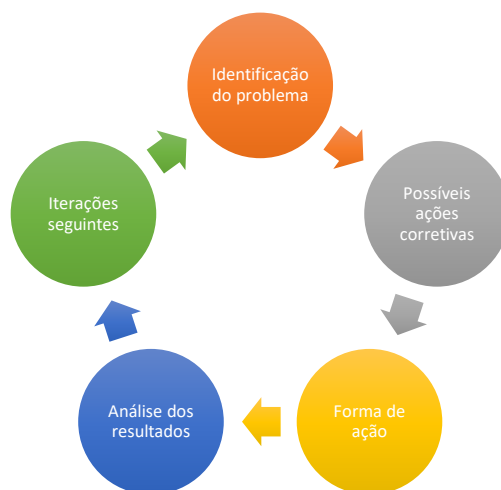 Identificação
do problema
Possíveis
ações
corretivas
Forma de
ação
Análise dos
resultados
Iterações
seguintes